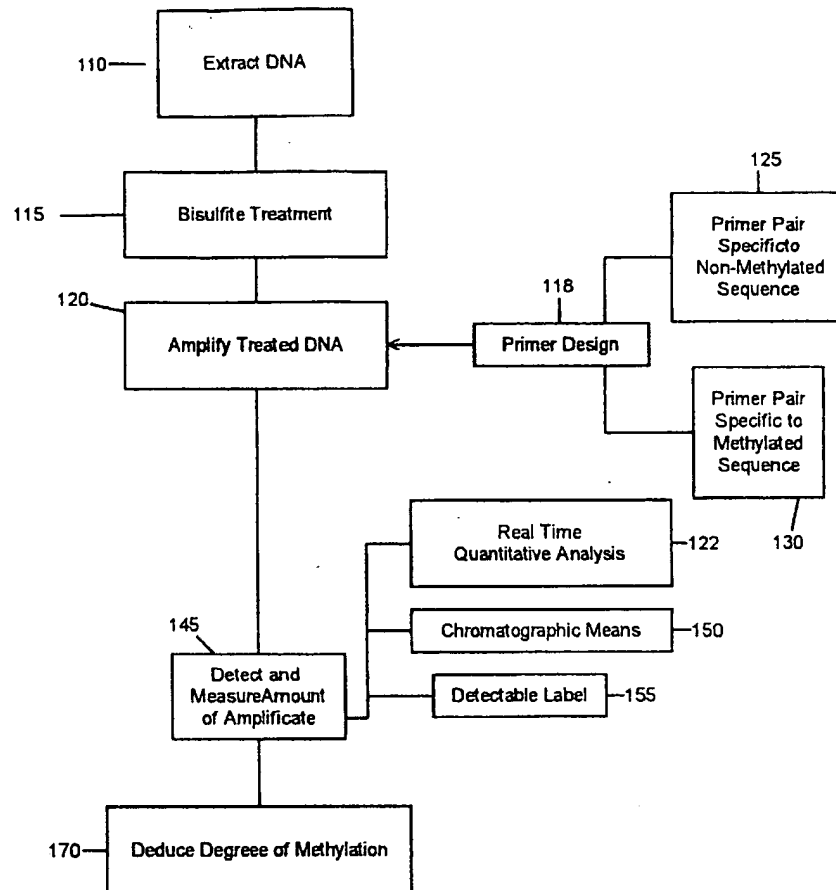 110
Extract DNA
115
Bisulfite Treatment
125
Primer Pair
Specificto
Non-Methylated
Sequence
120
Amplify Treated DNA
118
Primer Design
Primer Pair
Specific to
Methylated
Sequence
130
Real Time
Quantitative Analysis
122
145
Detect and
MeasureAmount
of Amplificate
Chromatographic Means
150
Detectable Label
155
170
Deduce Degreee of Methylation